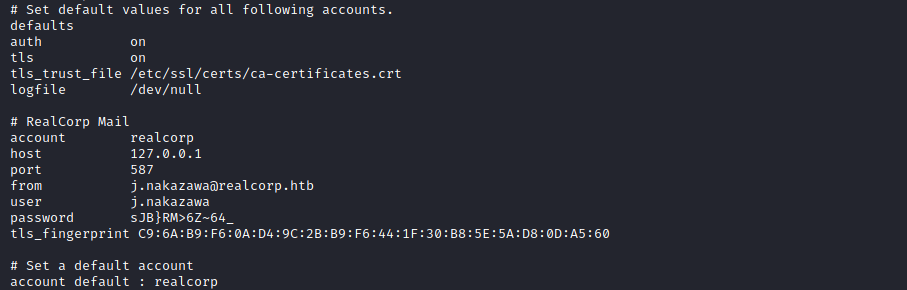 # Set default values for all following accounts.
defaults
auth on
tls on
tls_trust_file /etc/ssl/certs/ca-certificates.crt
logfile /dev/null
# RealCorp Mail
account realcorp
host 127.0.0.1
port 587
from j.nakazawa@realcorp.htb
user j.nakazawa
password sJB}RM>6Z~64_
tls_fingerprint C9:6A:B9:F6:0A:D4:9C:2B:B9:F6:44:1F:30:B8:5E:5A:D8:0D:A5:60
# Set a default account
account default : realcorp